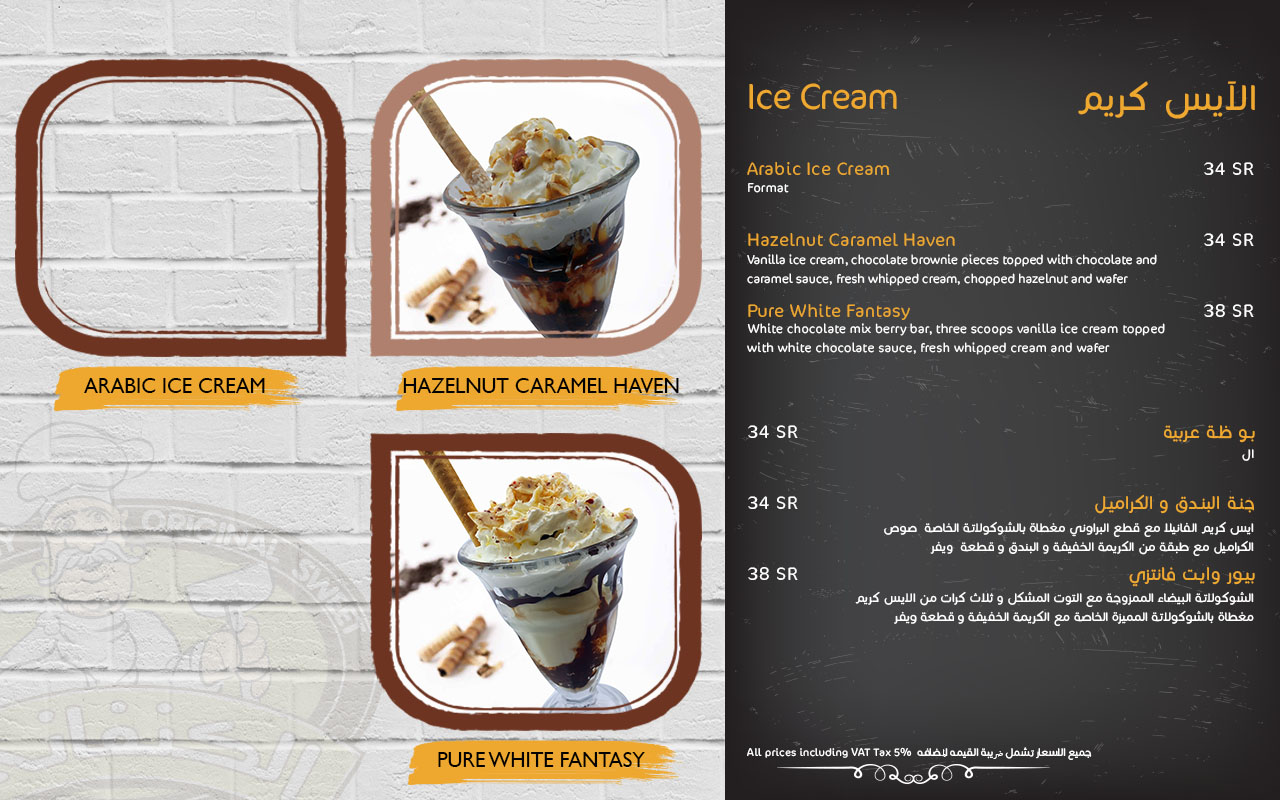 ARABIC ICE CREAM
HAZELNUT CARAMEL HAVEN
PURE WHITE FANTASY
ORIGINAL SWEET
Ice Cream
الآيس كريم
Arabic Ice Cream 34 SR
Format
Hazelnut Caramel Haven 34 SR
Vanilla ice cream, chocolate brownie pieces topped with chocolate and
caramel sauce, fresh whipped cream, chopped hazelnut and wafer
Pure White Fantasy 38 SR
White chocolate mix berry bar, three scoops vanilla ice cream topped
with white chocolate sauce, fresh whipped cream and wafer
بو ظة عربية 34 SR
ال
جنة البندق و الكراميل 34 SR
ايس كريم الفانيلا مع قطع البراوني مغطاة بالشوكولاتة الخاصة صوص
الكراميل مع طبقة من الكريمة الخفيفة و البندق و قطعة ويفر
بيور وايت فانتزي 38 SR
الشوكولاتة البيضاء الممزوجة مع التوت المشكل و ثلاث كرات من الايس كريم
مغطاة بالشوكولاتة المميزة الخاصة مع الكريمة الخفيفة و قطعة ويفر
All prices including VAT Tax 5% جميع الاسعار تشمل ضريبة القيمه لاضافه